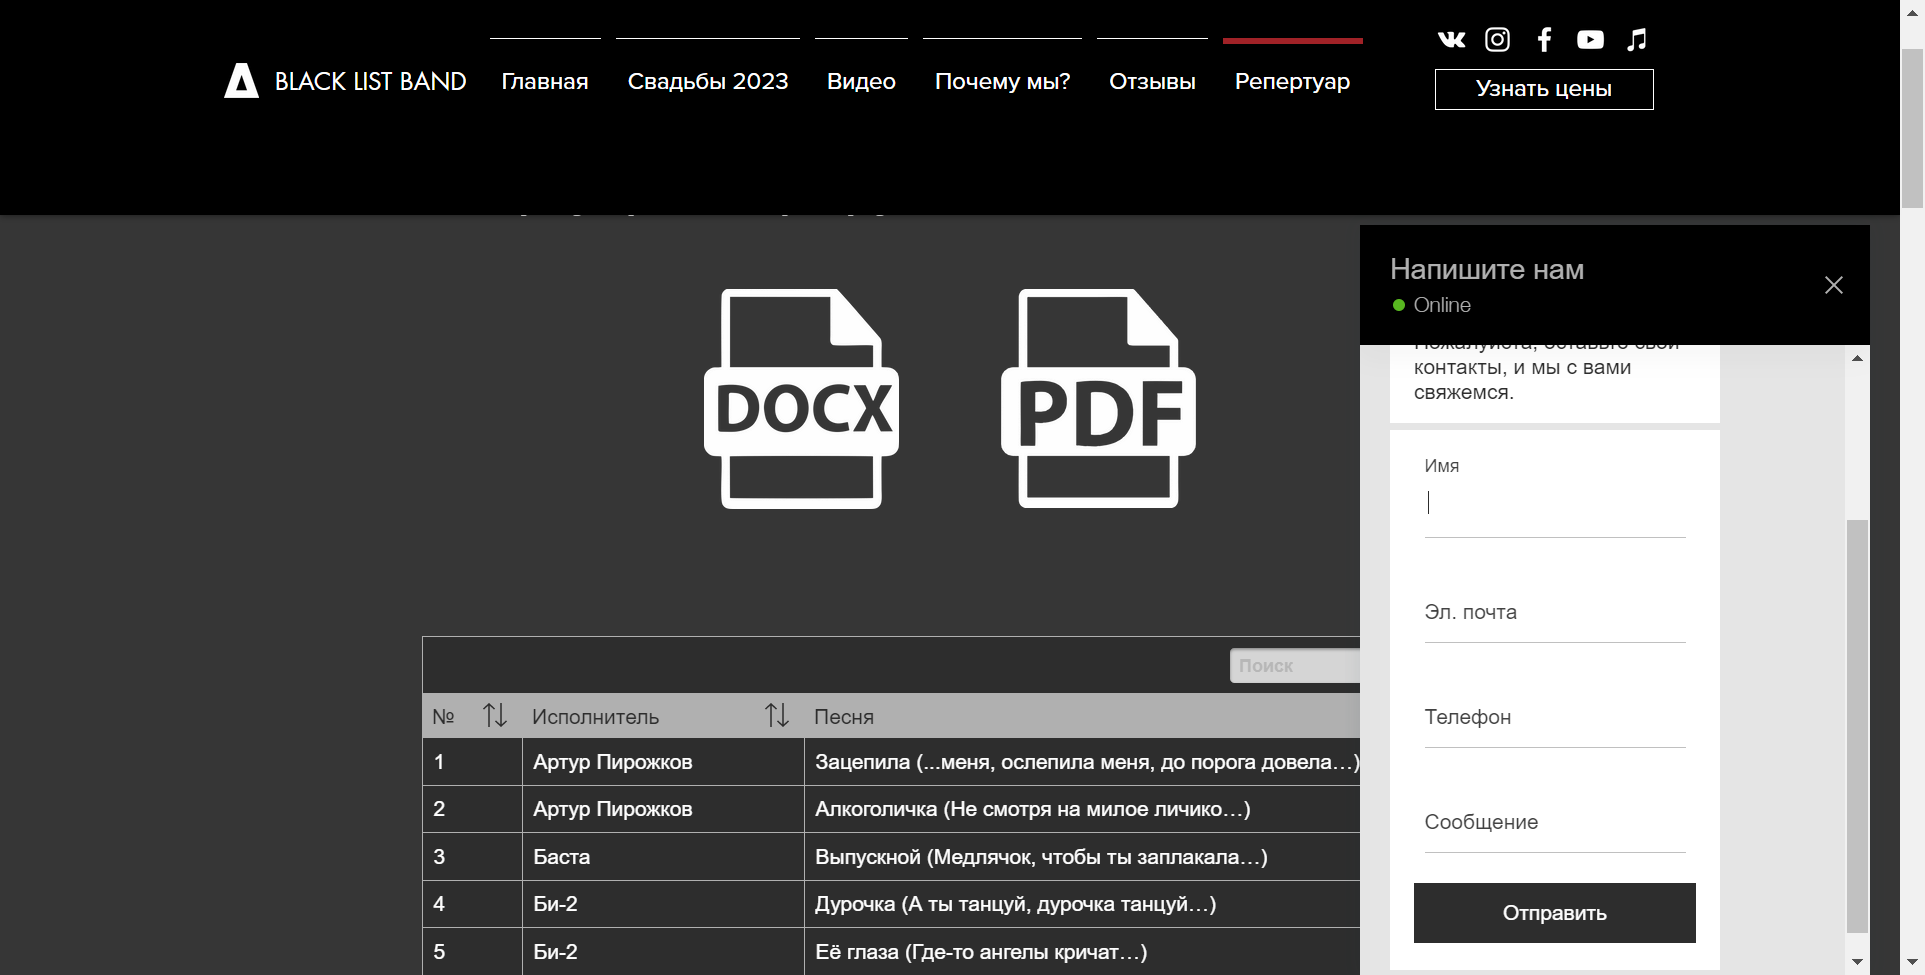 BLACK LIST BAND
Главная
Свадьбы 2023
Видео
Почему мы?
Отзывы
Репертуар
Узнать цены
DOCX
PDF
Поиск
№ Исполнитель Песня
1 Артур Пирожков Зацепила (...меня, ослепила меня, до порога довела...)
2 Артур Пирожков Алкоголичка (Не смотря на милое личико...)
3 Баста Выпускной (Медлячок, чтобы ты заплакала...)
4 Би-2 Дурочка (А ты танцуй, дурочка танцуй...)
5 Би-2 Её глаза (Где-то ангелы кричат...)
Напишите нам
Online
Пожалуйста, оставьте свои
контакты, и мы с вами
свяжемся.
Имя
Эл. почта
Телефон
Сообщение
Отправить